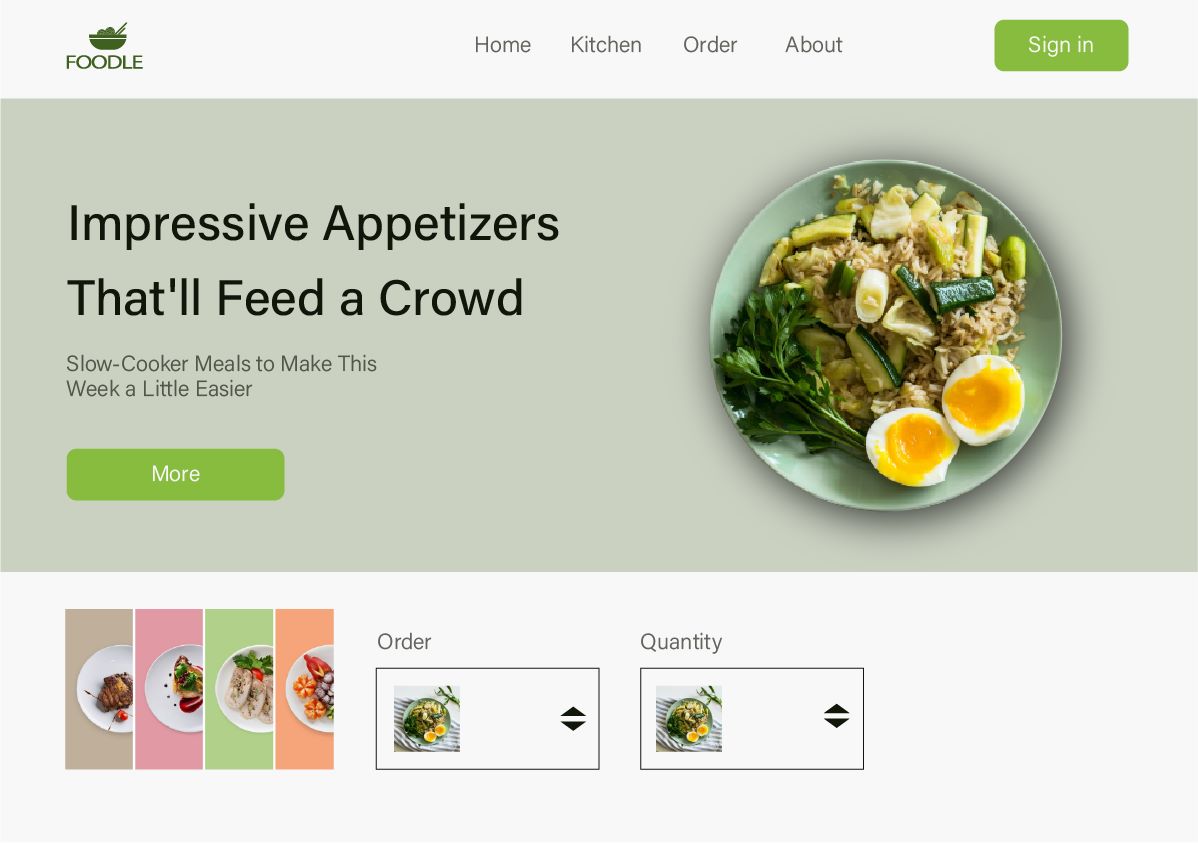 FOODLE
Home
Kitchen
Order
About
Sign in
Impressive Appetizers
That'll Feed a Crowd
Slow-Cooker Meals to Make This
Week a Little Easier
More
Order
Quantity